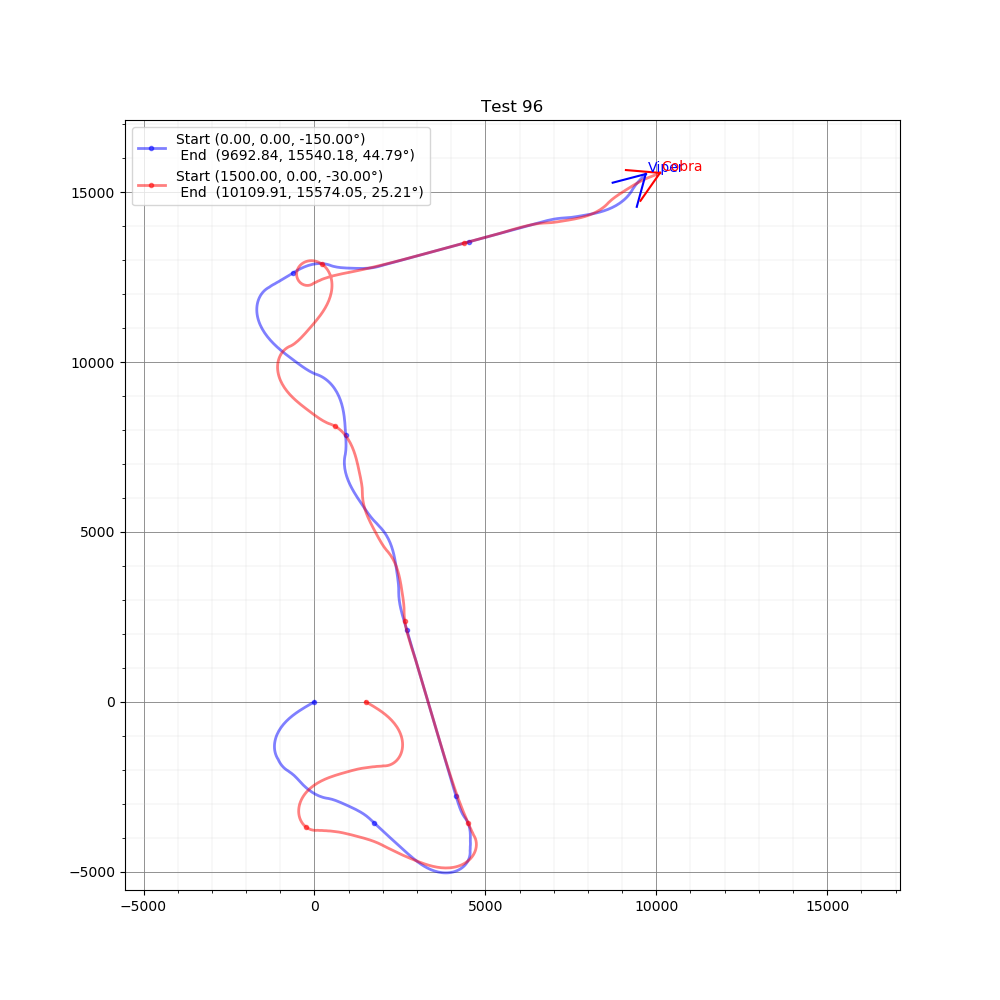 Test 96
Start (0.00, 0.00, -150.00°)
End (9692.84, 15540.18, 44.79°)
Start (1500.00, 0.00, -30.00°)
End (10109.91, 15574.05, 25.21°)
Viper
Cobra
15000
10000
5000
0
−5000
−5000
0
5000
10000
15000